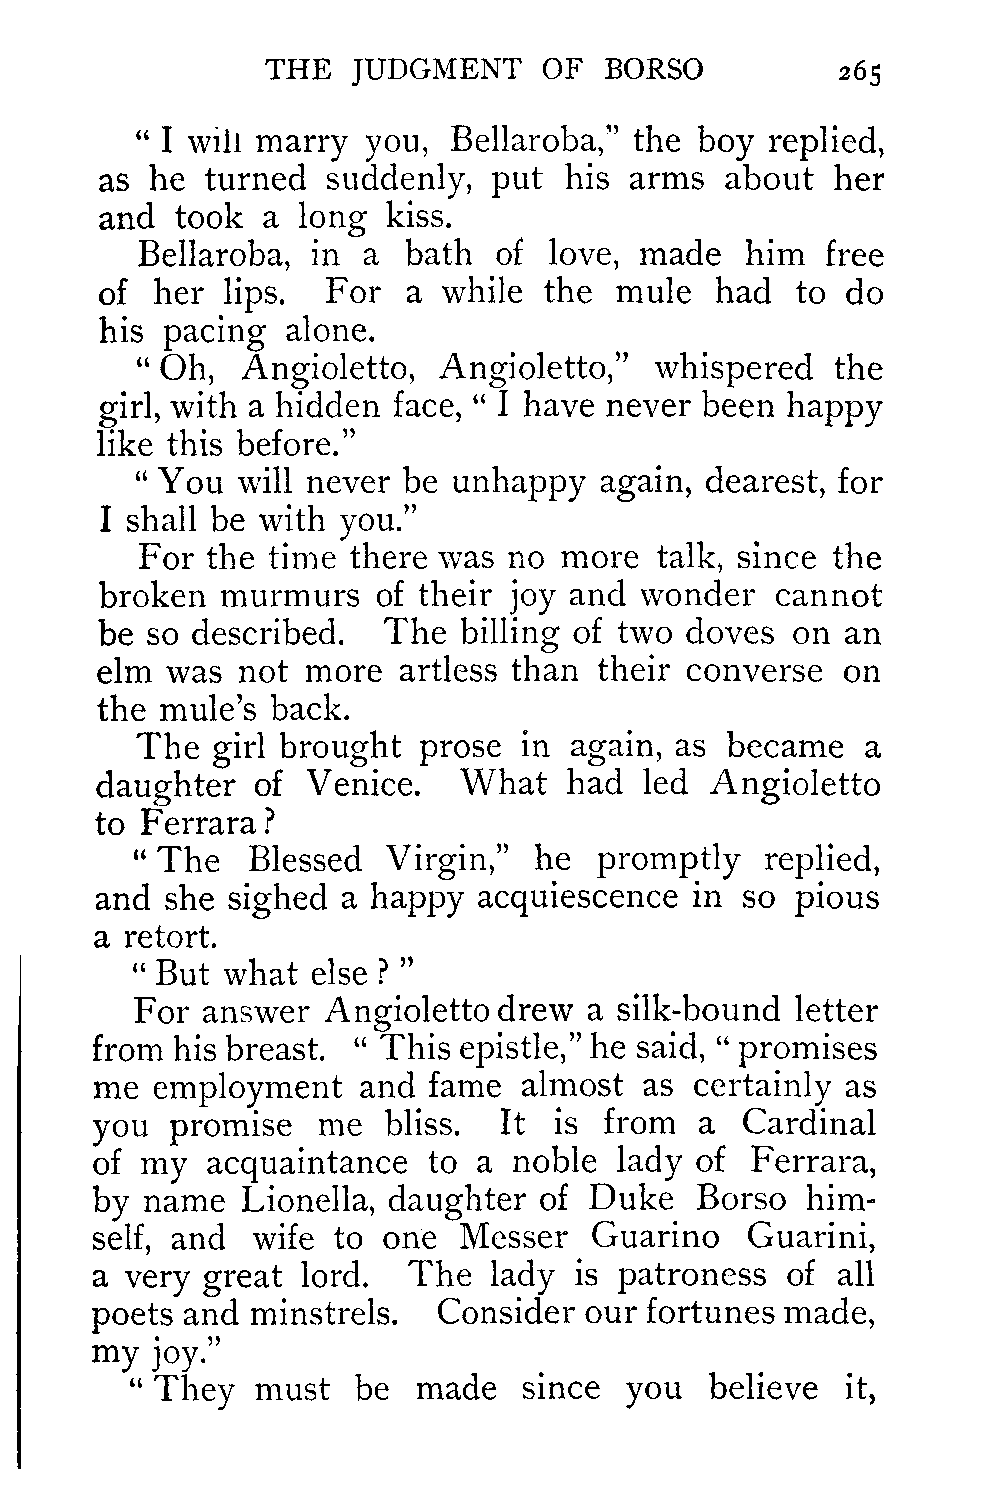 THE JUDGMENT OF BORSO 265
“ I will marry you, Bellaroba,” the boy replied,
as he turned suddenly, put his arms about her
and took a long kiss.
Bellaroba, in a bath of love, made him free
of her lips. For a while the mule had to do
his pacing alone.
“ Oh, Angioletto, Angioletto,” whispered the
girl, with a hidden face, “ I have never been happy
like this before.”
“ You will never be unhappy again, dearest, for
I shall be with you.”
For the time there was no more talk, since the
broken murmurs of their joy and wonder cannot
be so described. The billing of two doves on an
elm was not more artless than their converse on
the mule’s back.
The girl brought prose in again, as became a
daughter of Venice. What had led Angioletto
to Ferrara?
“ The Blessed Virgin,” he promptly replied,
and she sighed a happy acquiescence in so pious
a retort.
“ But what else ? ”
For answer Angioletto drew a silk-bound letter
from his breast. “ This epistle,” he said, “ promises
me employment and fame almost as certainly as
you promise me bliss. It is from a Cardinal
of my acquaintance to a noble lady of Ferrara,
by name Lionella, daughter of Duke Borso him-
self, and wife to one Messer Guarino Guarini,
a very great lord. The lady is patroness of all
poets and minstrels. Consider our fortunes made,
my joy.”
“ They must be made since you believe it,